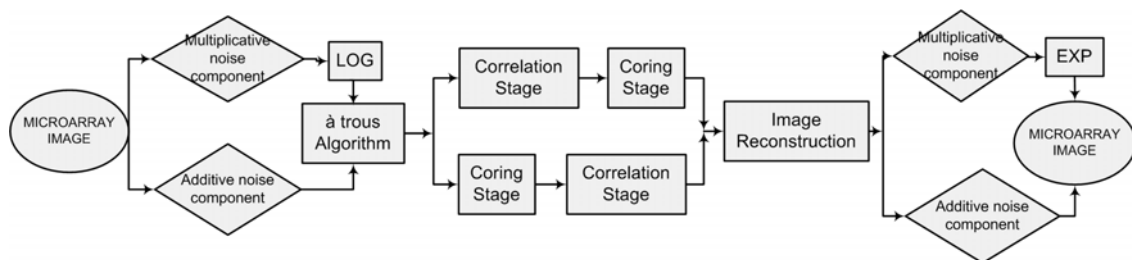 MICROARRAY
IMAGE
Multiplicative
noise
component
LOG
Additive noise
component
à trous
Algorithm
Correlation
Stage
Coring
Stage
Coring
Stage
Correlation
Stage
Image
Reconstruction
Multiplicative
noise
component
EXP
MICROARRAY
IMAGE
Additive noise
component